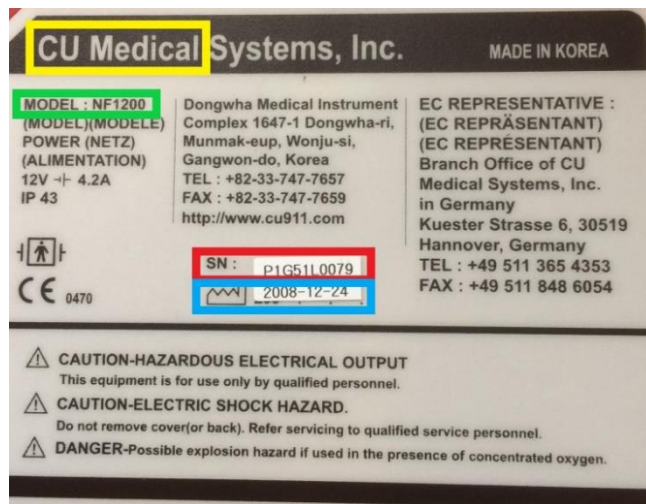 CU Medical Systems, Inc.
MADE IN KOREA
MODEL : NF1200
(MODEL)(MODELE)
POWER (NETZ)
(ALIMENTATION)
12V ⊣⊢ 4.2A
IP 43
CE 0470
Dongwha Medical Instrument
Complex 1647-1 Dongwha-ri,
Munmak-eup, Wonju-si,
Gangwon-do, Korea
TEL : +82-33-747-7657
FAX : +82-33-747-7659
http://www.cu911.com
SN : P1G51L0079
2008-12-24
EC REPRESENTATIVE :
(EC REPRÄSENTANT)
(EC REPRÉSENTANT)
Branch Office of CU
Medical Systems, Inc.
in Germany
Kuester Strasse 6, 30519
Hannover, Germany
TEL : +49 511 365 4353
FAX : +49 511 848 6054
CAUTION-HAZARDOUS ELECTRICAL OUTPUT
This equipment is for use only by qualified personnel.
CAUTION-ELECTRIC SHOCK HAZARD.
Do not remove cover(or back). Refer servicing to qualified service personnel.
DANGER-Possible explosion hazard if used in the presence of concentrated oxygen.